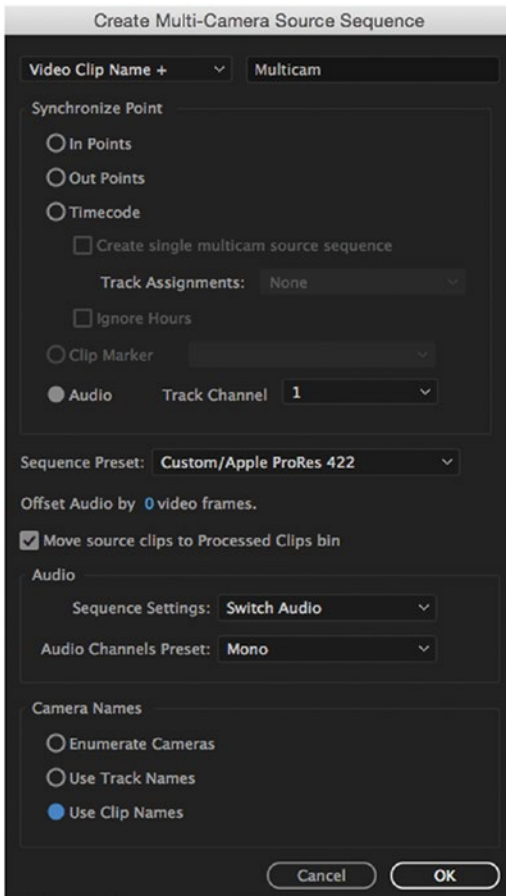 Create Multi-Camera Source Sequence
Video Clip Name + Multicam
Synchronize Point
In Points
Out Points
Timecode
Create single multicam source sequence
Track Assignments: None
Ignore Hours
Clip Marker
Audio Track Channel 1
Sequence Preset: Custom/Apple ProRes 422
Offset Audio by 0 video frames.
Move source clips to Processed Clips bin
Audio
Sequence Settings: Switch Audio
Audio Channels Preset: Mono
Camera Names
Enumerate Cameras
Use Track Names
Use Clip Names
Cancel OK